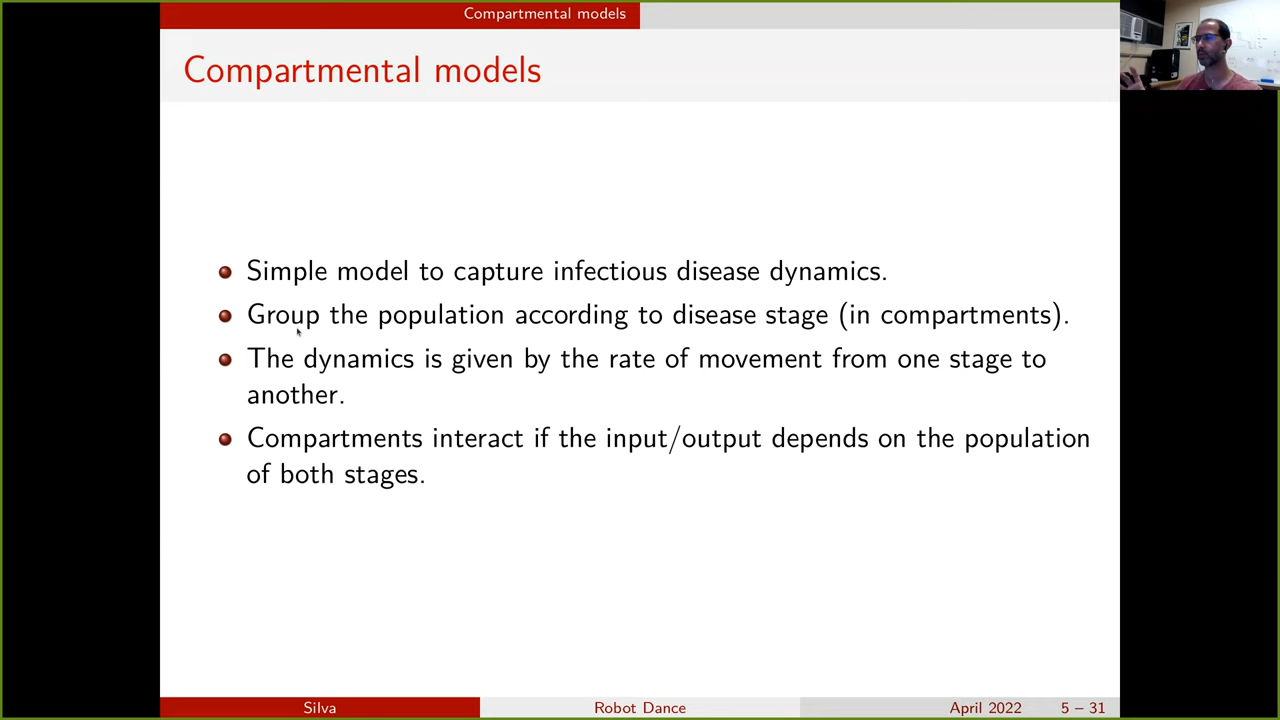 Compartmental models
Compartmental models
Simple model to capture infectious disease dynamics.
Group the population according to disease stage (in compartments).
The dynamics is given by the rate of movement from one stage to
another.
Compartments interact if the input/output depends on the population
of both stages.
Silva
Robot Dance
April 2022
5 – 31